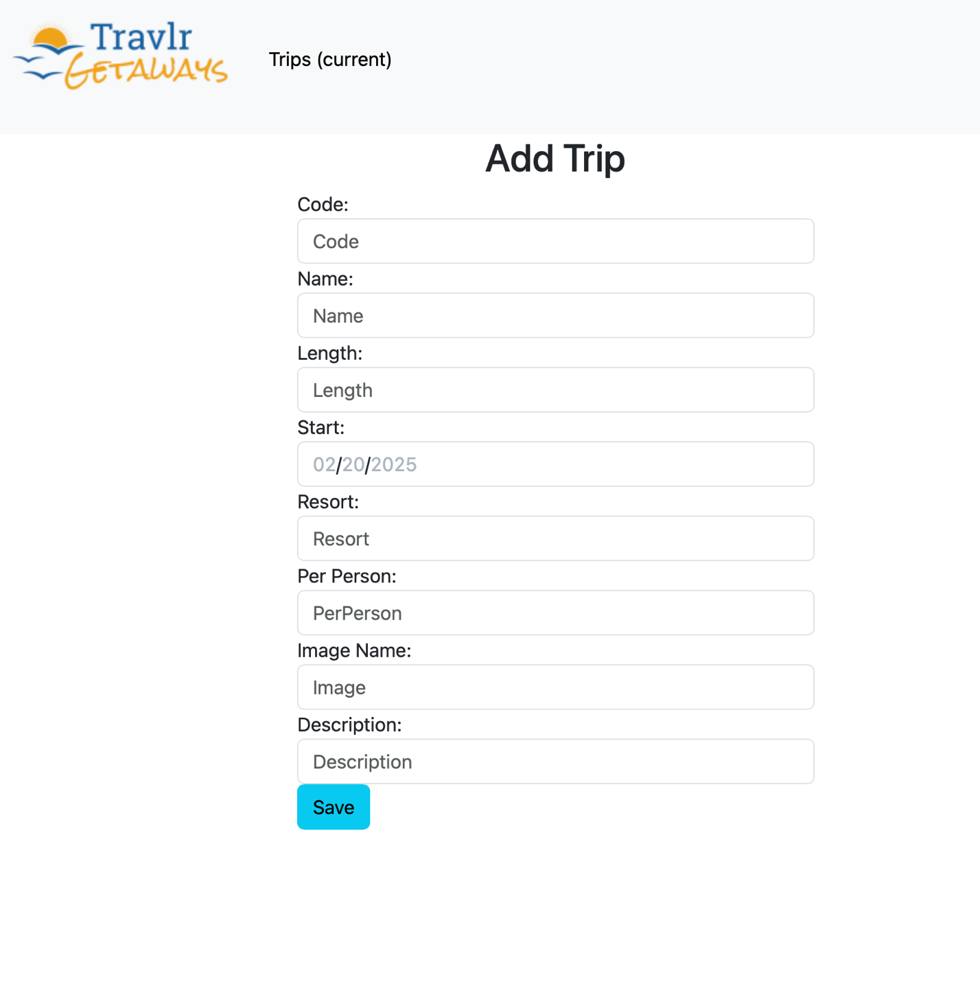 Travlr
Getaways
Trips (current)
Add Trip
Code:
Code
Name:
Name
Length:
Length
Start:
02/20/2025
Resort:
Resort
Per Person:
PerPerson
Image Name:
Image
Description:
Description
Save